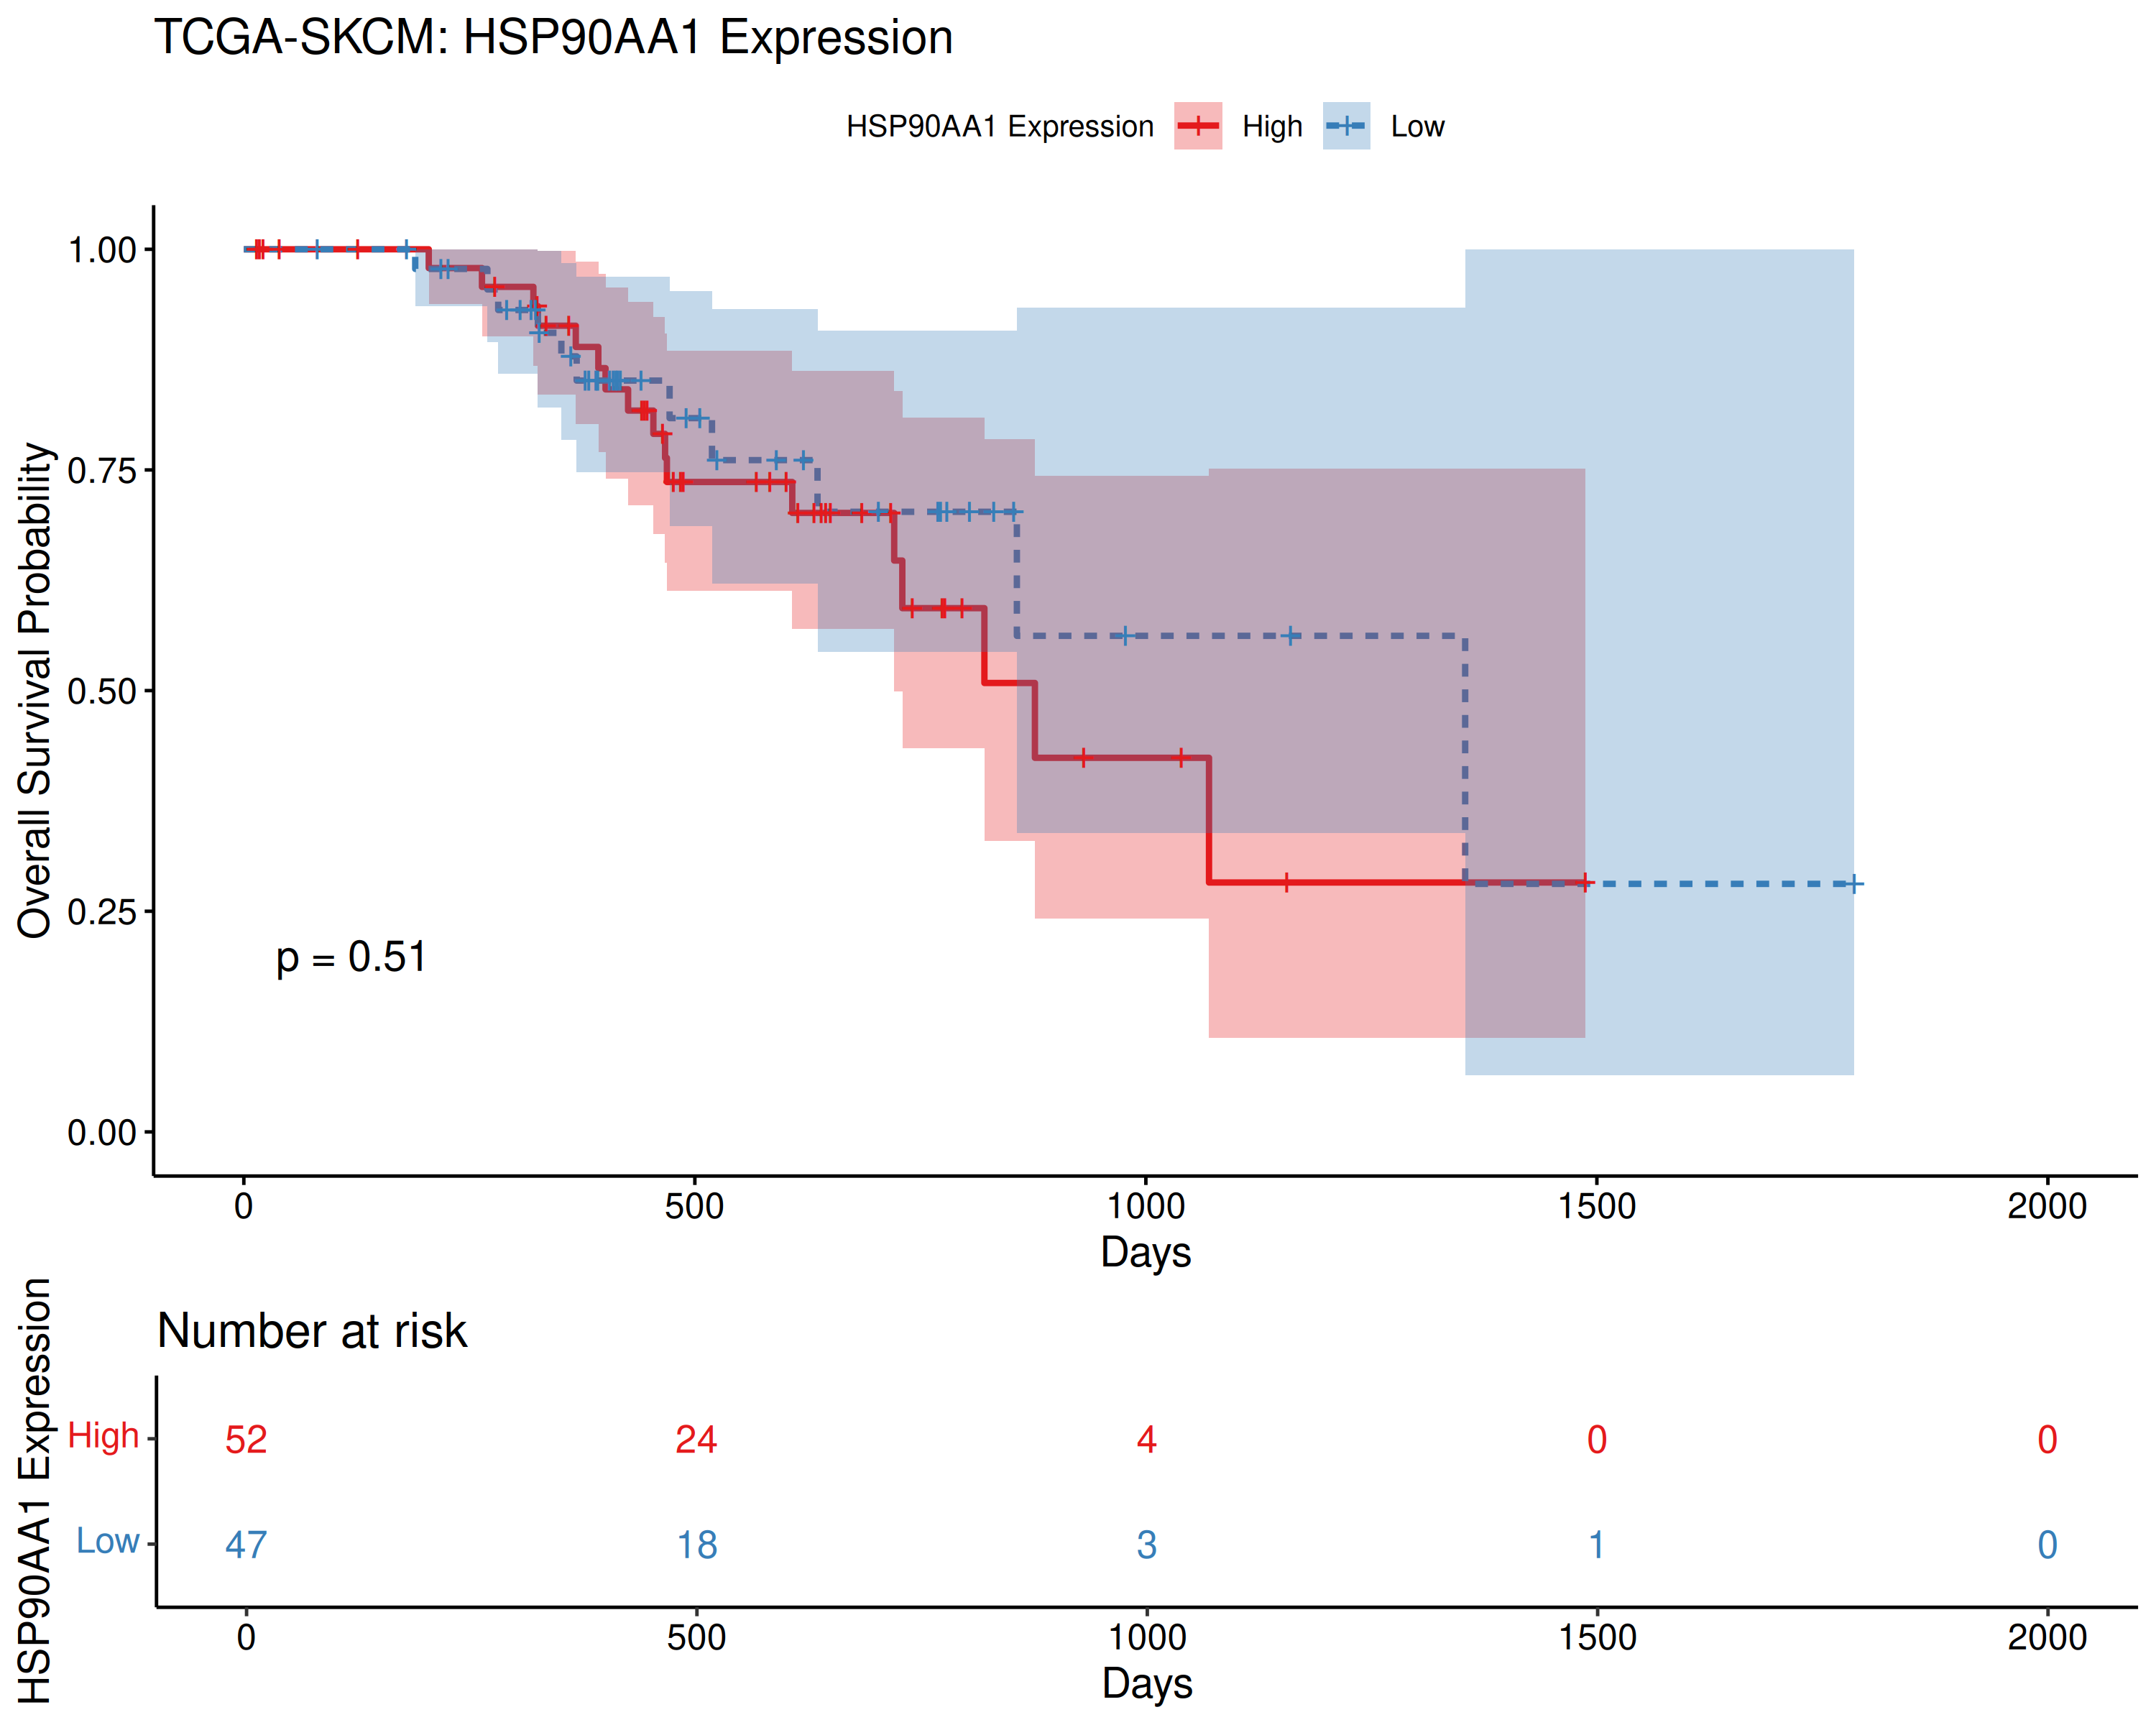 TCGA-SKCM: HSP90AA1 Expression
HSP90AA1 Expression High Low
Overall Survival Probability
1.00
0.75
0.50
0.25
0.00
p = 0.51
0 500 1000 1500 2000
Days
Number at risk
HSP90AA1 Expression
High 52 24 4 0 0
Low 47 18 3 1 0
0 500 1000 1500 2000
Days